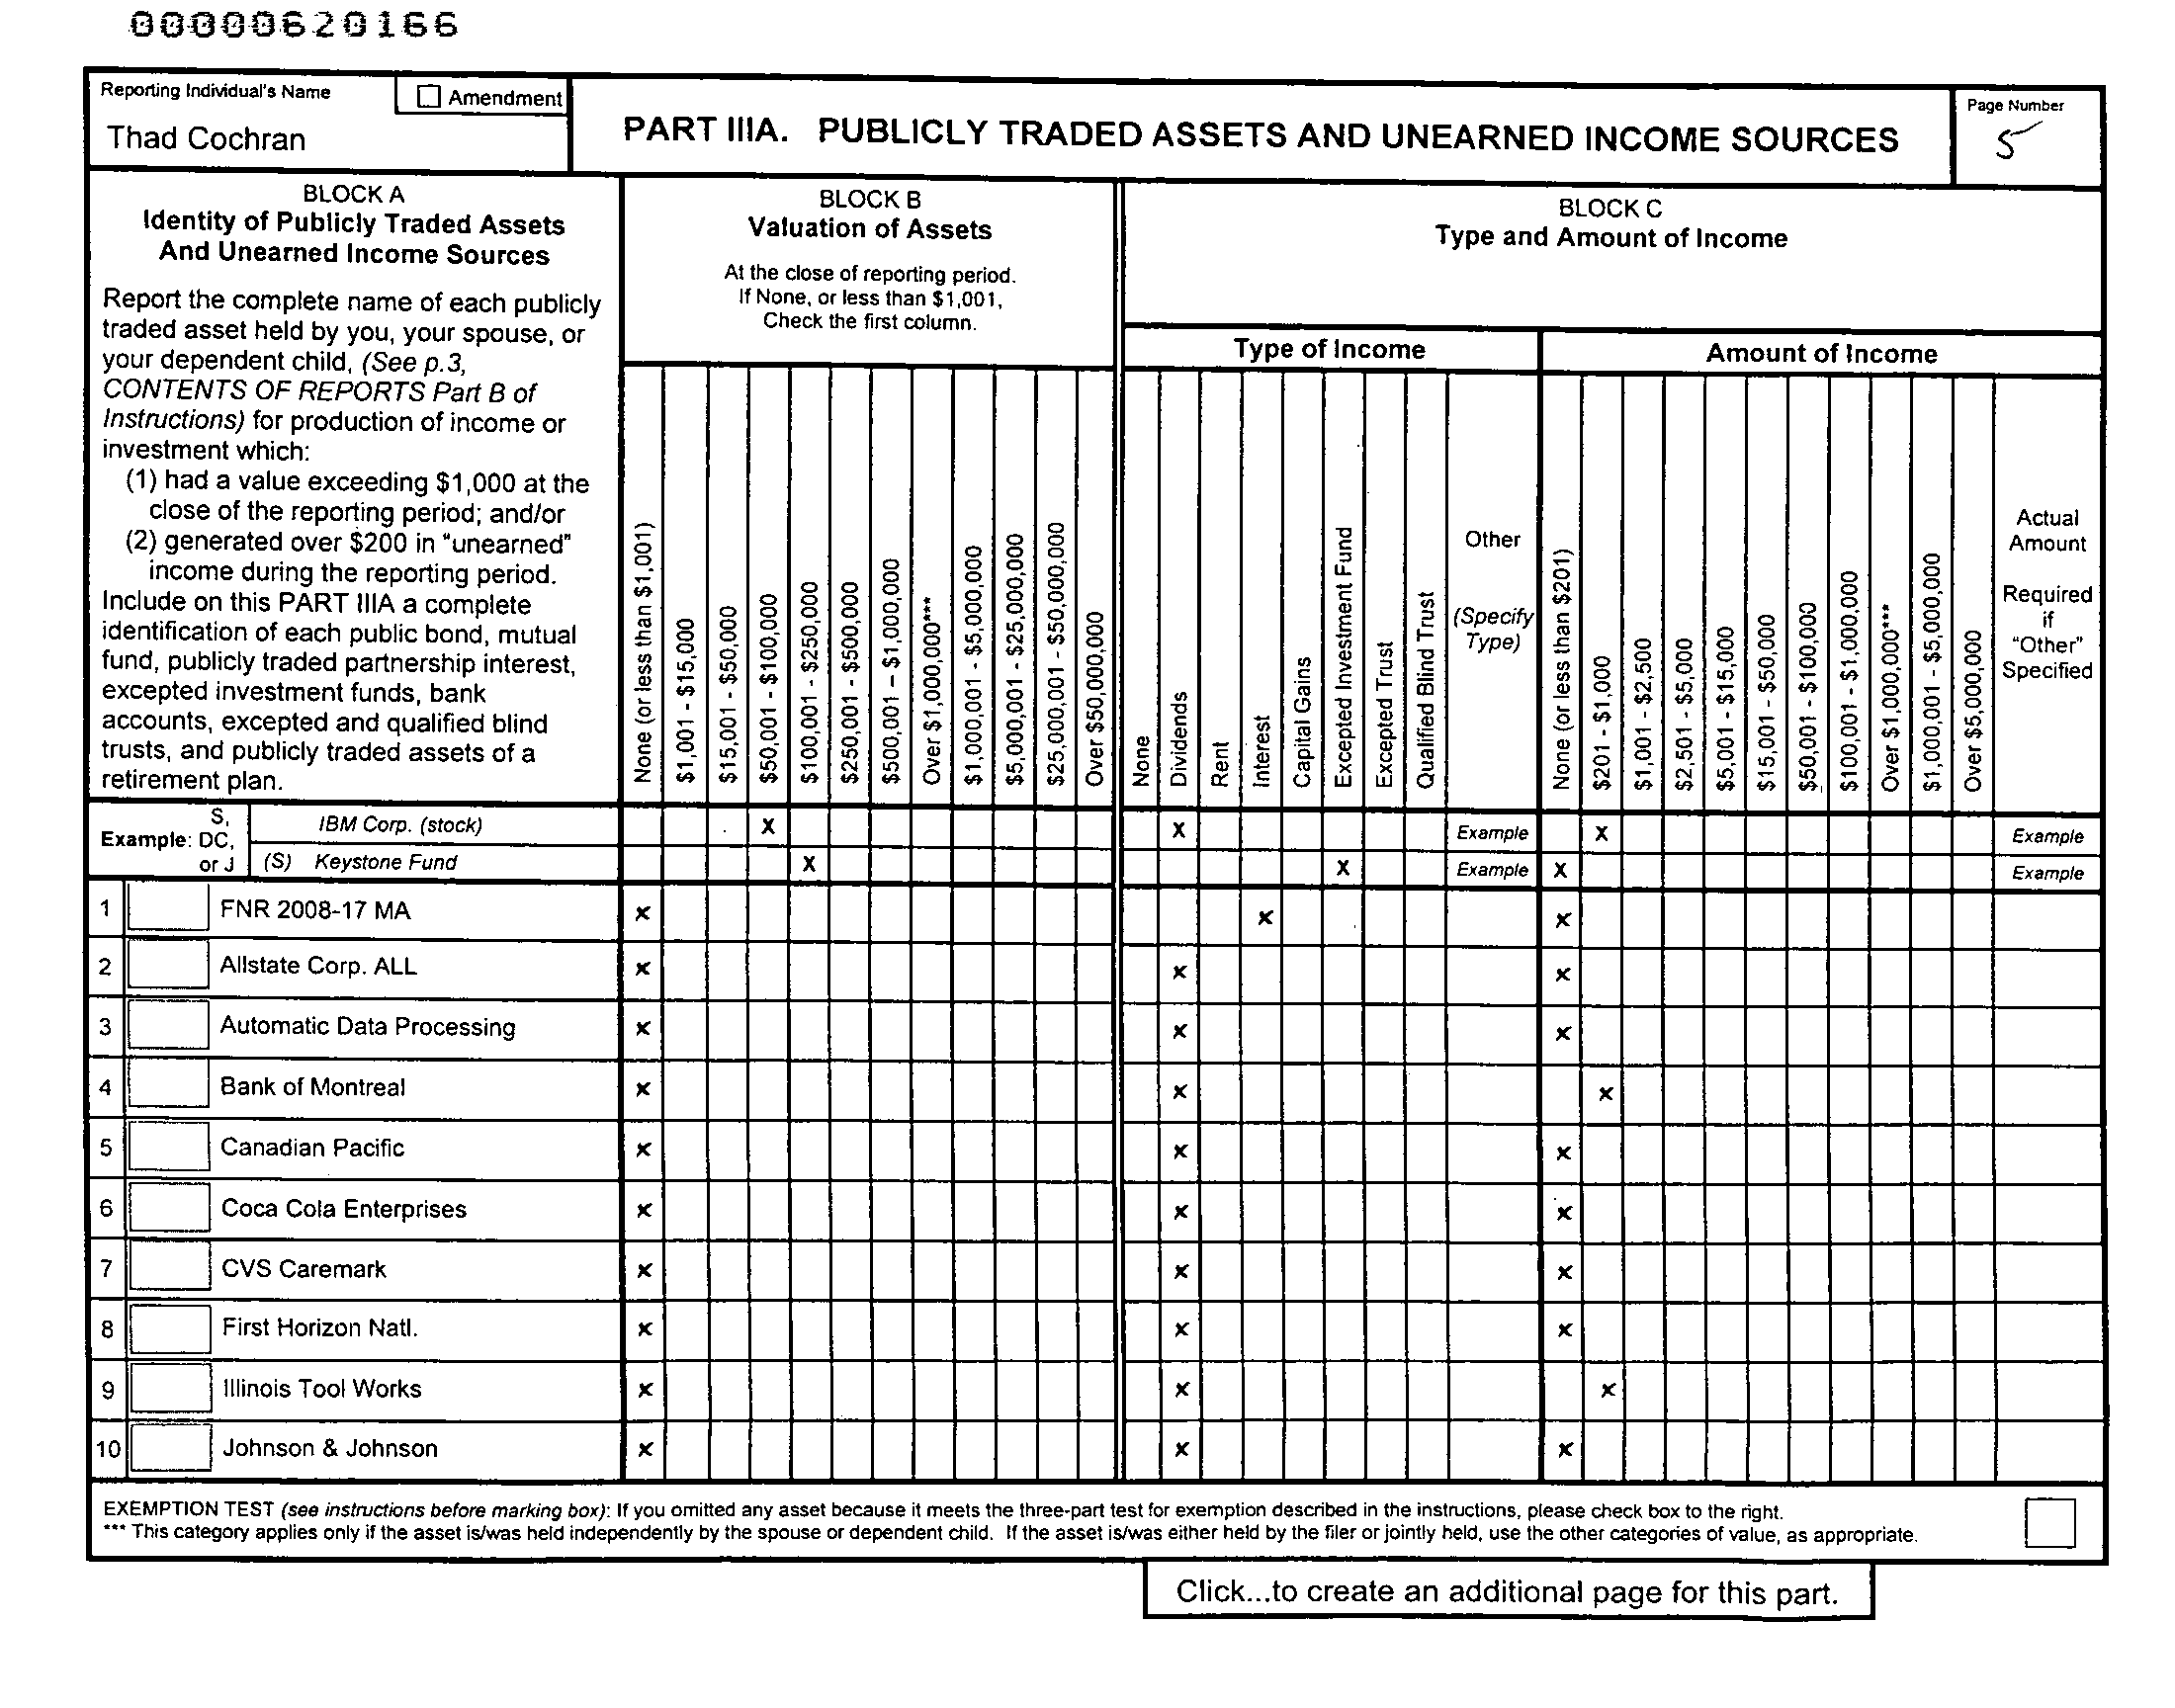 00000620166
Reporting Individual's Name
Amendment
Thad Cochran
PART IIIA. PUBLICLY TRADED ASSETS AND UNEARNED INCOME SOURCES
Page Number
5
BLOCK A
Identity of Publicly Traded Assets
And Unearned Income Sources
Report the complete name of each publicly
traded asset held by you, your spouse, or
your dependent child, (See p.3,
CONTENTS OF REPORTS Part B of
Instructions) for production of income or
investment which:
(1) had a value exceeding $1,000 at the
close of the reporting period; and/or
(2) generated over $200 in "unearned"
income during the reporting period.
Include on this PART IIIA a complete
identification of each public bond, mutual
fund, publicly traded partnership interest,
excepted investment funds, bank
accounts, excepted and qualified blind
trusts, and publicly traded assets of a
retirement plan.
BLOCK B
Valuation of Assets
At the close of reporting period.
If None, or less than $1,001,
Check the first column.
None (or less than $1,001)
$1,001 - $15,000
$15,001 - $50,000
$50,001 - $100,000
$100,001 - $250,000
$250,001 - $500,000
$500,001 – $1,000,000
Over $1,000,000***
$1,000,001 - $5,000,000
$5,000,001 - $25,000,000
$25,000,001 - $50,000,000
Over $50,000,000
BLOCK C
Type and Amount of Income
Type of Income
None
Dividends
Rent
Interest
Capital Gains
Excepted Investment Fund
Excepted Trust
Qualified Blind Trust
Other
(Specify
Type)
Amount of Income
None (or less than $201)
$201 - $1,000
$1,001 - $2,500
$2,501 - $5,000
$5,001 - $15,000
$15,001 - $50,000
$50,001 - $100,000
$100,001 - $1,000,000
Over $1,000,000***
$1,000,001 - $5,000,000
Over $5,000,000
Actual
Amount
Required
if
"Other"
Specified
Example: S, DC, or J
IBM Corp. (stock) X X Example X Example
(S) Keystone Fund X X Example X Example
1 FNR 2008-17 MA x x x
2 Allstate Corp. ALL x x x
3 Automatic Data Processing x x x
4 Bank of Montreal x x x
5 Canadian Pacific x x x
6 Coca Cola Enterprises x x x
7 CVS Caremark x x x
8 First Horizon Natl. x x x
9 Illinois Tool Works x x x
10 Johnson & Johnson x x x
EXEMPTION TEST (see instructions before marking box): If you omitted any asset because it meets the three-part test for exemption described in the instructions, please check box to the right.
*** This category applies only if the asset is/was held independently by the spouse or dependent child. If the asset is/was either held by the filer or jointly held, use the other categories of value, as appropriate.
Click...to create an additional page for this part.